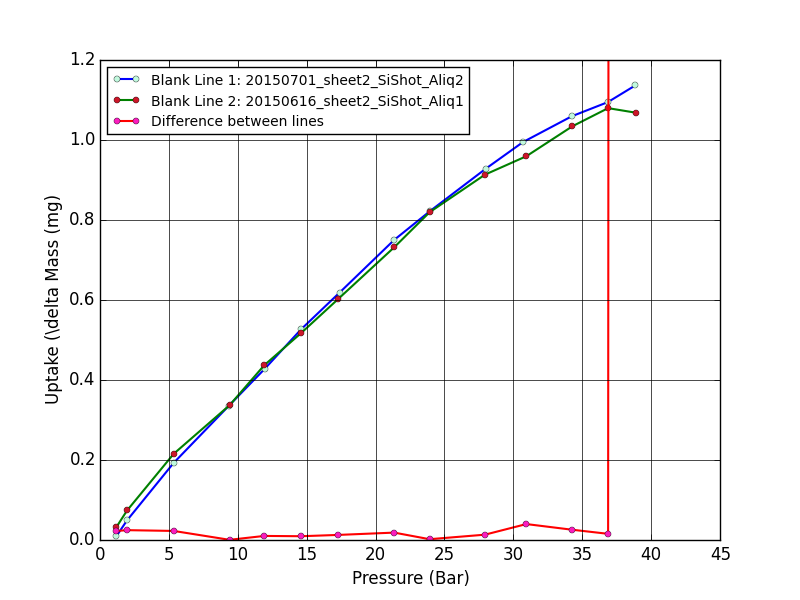 Blank Line 1: 20150701_sheet2_SiShot_Aliq2
Blank Line 2: 20150616_sheet2_SiShot_Aliq1
Difference between lines
1.2
1.0
0.8
0.6
0.4
0.2
0.0
Uptake (\delta Mass (mg)
0 5 10 15 20 25 30 35 40 45
Pressure (Bar)